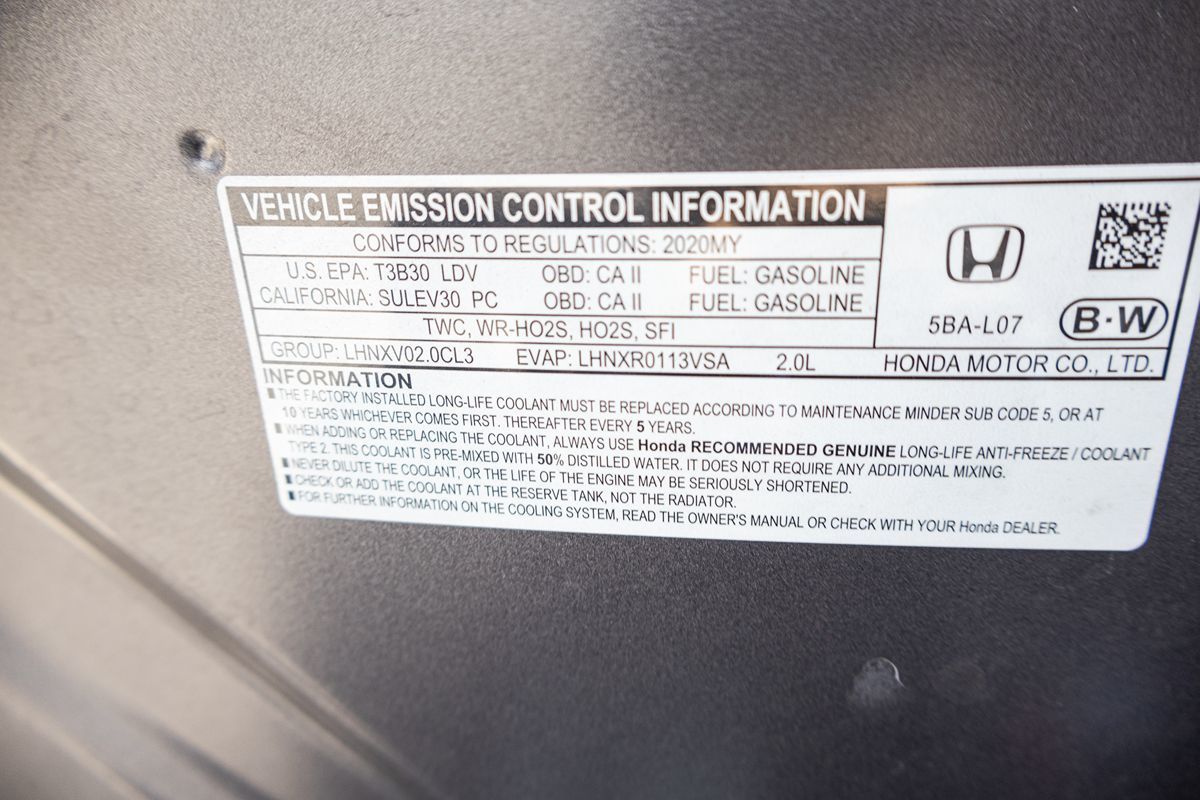 VEHICLE EMISSION CONTROL INFORMATION
CONFORMS TO REGULATIONS: 2020MY
U.S. EPA: T3B30 LDV OBD: CA II FUEL: GASOLINE
CALIFORNIA: SULEV30 PC OBD: CA II FUEL: GASOLINE
TWC, WR-HO2S, HO2S, SFI
5BA-L07 B·W
GROUP: LHNXV02.0CL3 EVAP: LHNXR0113VSA 2.0L HONDA MOTOR CO., LTD.
INFORMATION
■THE FACTORY INSTALLED LONG-LIFE COOLANT MUST BE REPLACED ACCORDING TO MAINTENANCE MINDER SUB CODE 5, OR AT
10 YEARS WHICHEVER COMES FIRST. THEREAFTER EVERY 5 YEARS.
■WHEN ADDING OR REPLACING THE COOLANT, ALWAYS USE Honda RECOMMENDED GENUINE LONG-LIFE ANTI-FREEZE / COOLANT
TYPE 2. THIS COOLANT IS PRE-MIXED WITH 50% DISTILLED WATER. IT DOES NOT REQUIRE ANY ADDITIONAL MIXING.
■NEVER DILUTE THE COOLANT, OR THE LIFE OF THE ENGINE MAY BE SERIOUSLY SHORTENED.
■CHECK OR ADD THE COOLANT AT THE RESERVE TANK, NOT THE RADIATOR.
■FOR FURTHER INFORMATION ON THE COOLING SYSTEM, READ THE OWNER'S MANUAL OR CHECK WITH YOUR Honda DEALER.